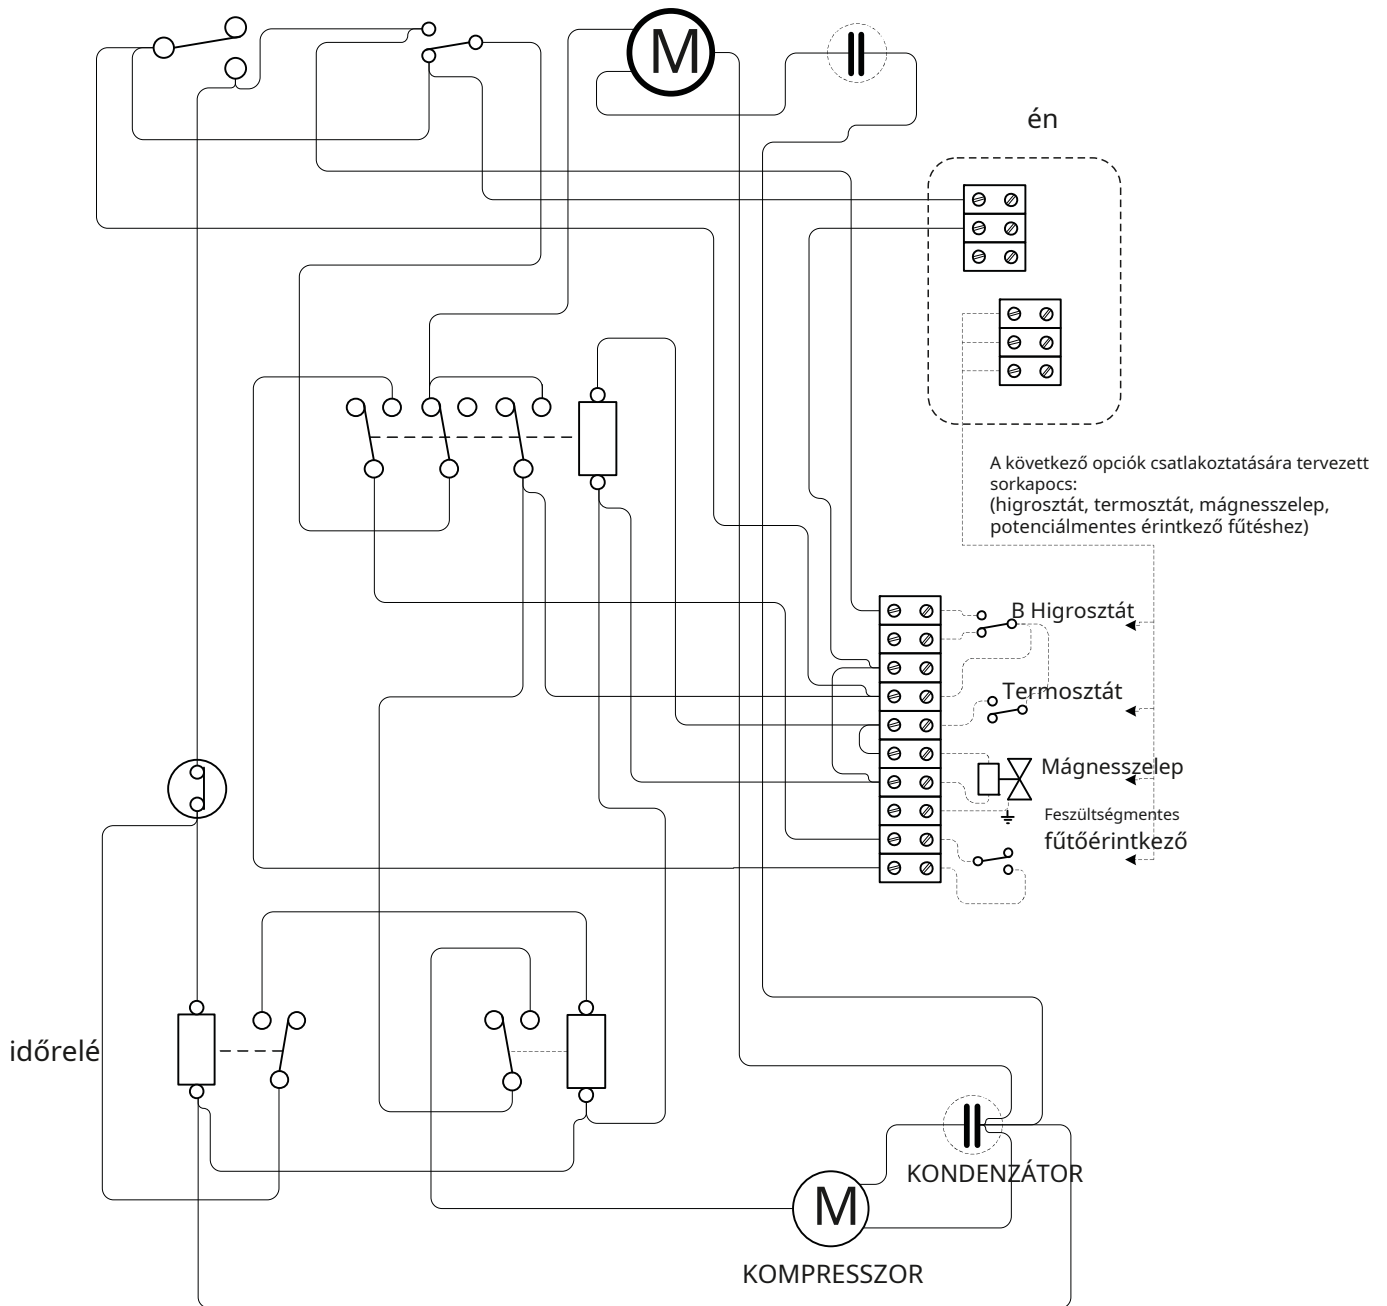 M
én
A következő opciók csatlakoztatására tervezett
sorkapocs:
(higrosztát, termosztát, mágnesszelep,
potenciálmentes érintkező fűtéshez)
B Higrosztát
Termosztát
Mágnesszelep
Feszültségmentes
fűtőérintkező
időrelé
KONDENZÁTOR
M
KOMPRESSZOR